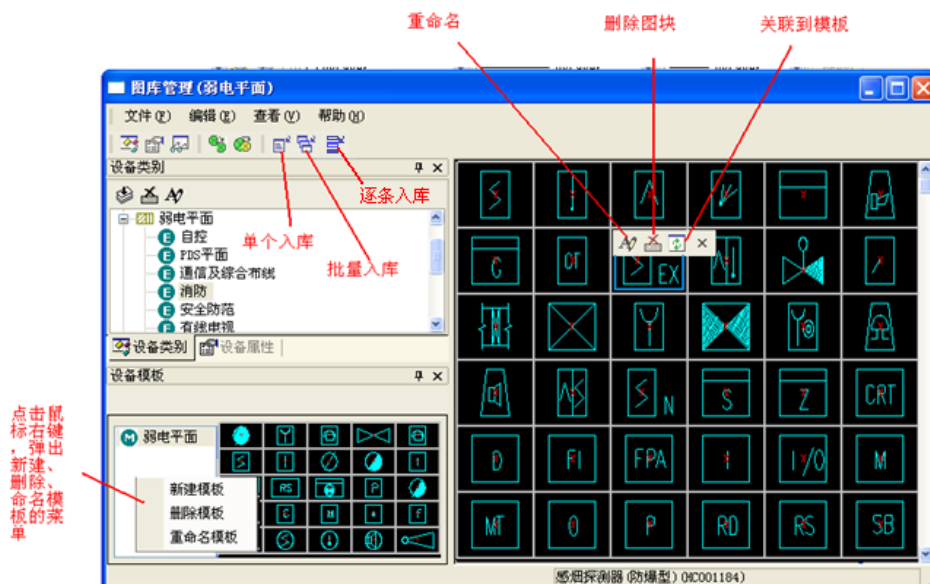 重命名
删除图块
关联到模板
图库管理(弱电平面)
文件(F) 编辑(E) 查看(V) 帮助(H)
设备类别
逐条入库
弱电平面
单个入库
自控
PDS平面
批量入库
通信及综合布线
消防
安全防范
有线电视
设备类别 设备属性
设备模板
点击鼠
标右键
,弹出
新建、
删除、
命名模
板的菜
单
弱电平面
新建模板
删除模板
重命名模板
RS
P
C
M
f
G
CT
EX
N
S
Z
CRT
D
FI
FPA
I
I/O
M
MT
O
P
RD
RS
SB
感烟探测器(防爆型)(HC001184)